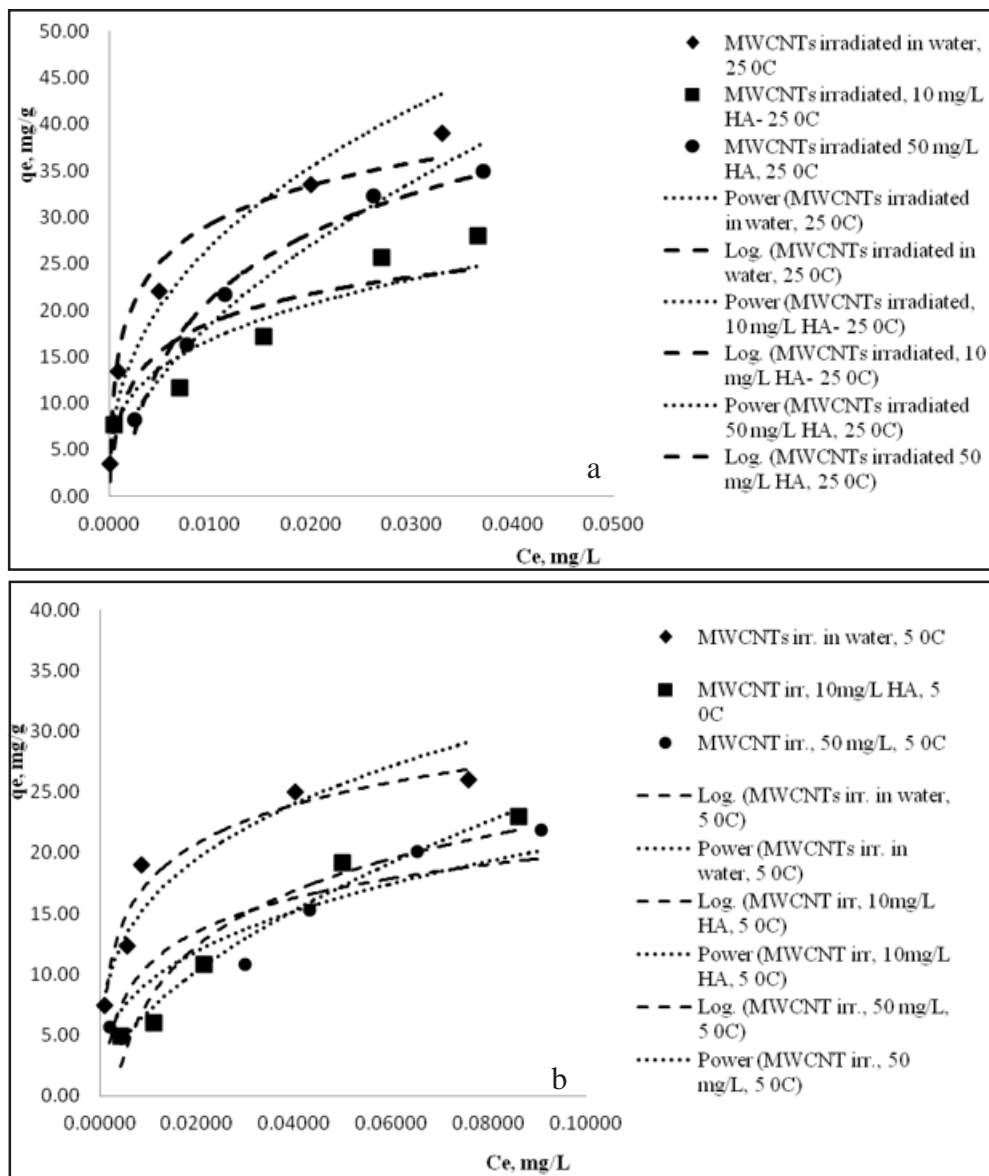 50.00
45.00
40.00
35.00
30.00
25.00
20.00
15.00
10.00
5.00
0.00
qe, mg/g
0.0000 0.0100 0.0200 0.0300 0.0400 0.0500
Ce, mg/L
a
MWCNTs irradiated in water,
25 0C
MWCNTs irradiated, 10 mg/L
HA- 25 0C
MWCNTs irradiated 50 mg/L
HA, 25 0C
Power (MWCNTs irradiated
in water, 25 0C)
Log. (MWCNTs irradiated in
water, 25 0C)
Power (MWCNTs irradiated,
10 mg/L HA- 25 0C)
Log. (MWCNTs irradiated, 10
mg/L HA- 25 0C)
Power (MWCNTs irradiated
50 mg/L HA, 25 0C)
Log. (MWCNTs irradiated 50
mg/L HA, 25 0C)
40.00
35.00
30.00
25.00
20.00
15.00
10.00
5.00
0.00
qe, mg/g
0.00000 0.02000 0.04000 0.06000 0.08000 0.10000
Ce, mg/L
b
MWCNTs irr. in water, 5 0C
MWCNT irr, 10mg/L HA, 5
0C
MWCNT irr., 50 mg/L, 5 0C
Log. (MWCNTs irr. in water,
5 0C)
Power (MWCNTs irr. in
water, 5 0C)
Log. (MWCNT irr, 10mg/L
HA, 5 0C)
Power (MWCNT irr, 10mg/L
HA, 5 0C)
Log. (MWCNT irr., 50 mg/L,
5 0C)
Power (MWCNT irr., 50
mg/L, 5 0C)